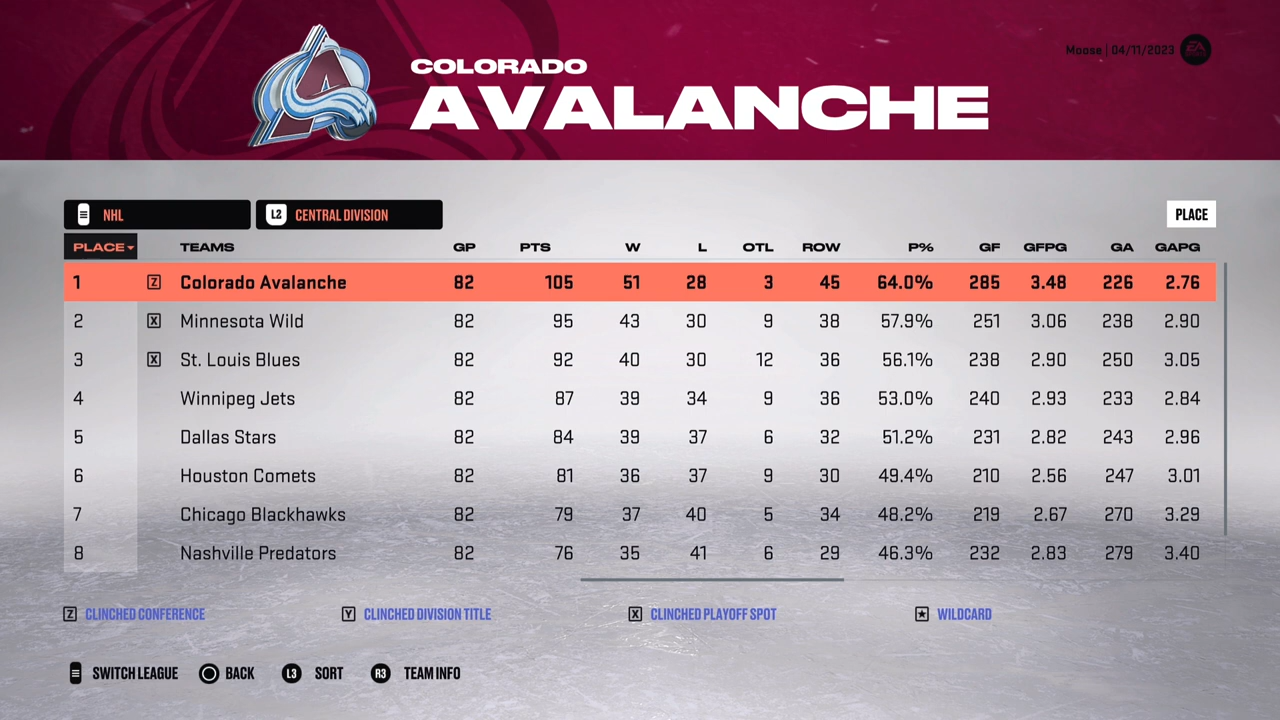 COLORADO
AVALANCHE
Moose | 04/11/2023 EA
NHL L2 CENTRAL DIVISION PLACE
PLACE TEAMS GP PTS W L OTL ROW P% GF GFPG GA GAPG
1 Z Colorado Avalanche 82 105 51 28 3 45 64.0% 285 3.48 226 2.76
2 X Minnesota Wild 82 95 43 30 9 38 57.9% 251 3.06 238 2.90
3 X St. Louis Blues 82 92 40 30 12 36 56.1% 238 2.90 250 3.05
4 Winnipeg Jets 82 87 39 34 9 36 53.0% 240 2.93 233 2.84
5 Dallas Stars 82 84 39 37 6 32 51.2% 231 2.82 243 2.96
6 Houston Comets 82 81 36 37 9 30 49.4% 210 2.56 247 3.01
7 Chicago Blackhawks 82 79 37 40 5 34 48.2% 219 2.67 270 3.29
8 Nashville Predators 82 76 35 41 6 29 46.3% 232 2.83 279 3.40
Z CLINCHED CONFERENCE Y CLINCHED DIVISION TITLE X CLINCHED PLAYOFF SPOT ★ WILDCARD
SWITCH LEAGUE BACK L3 SORT R3 TEAM INFO